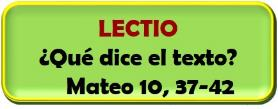 LECTIO
¿Qué dice el texto?
Mateo 10, 37-42